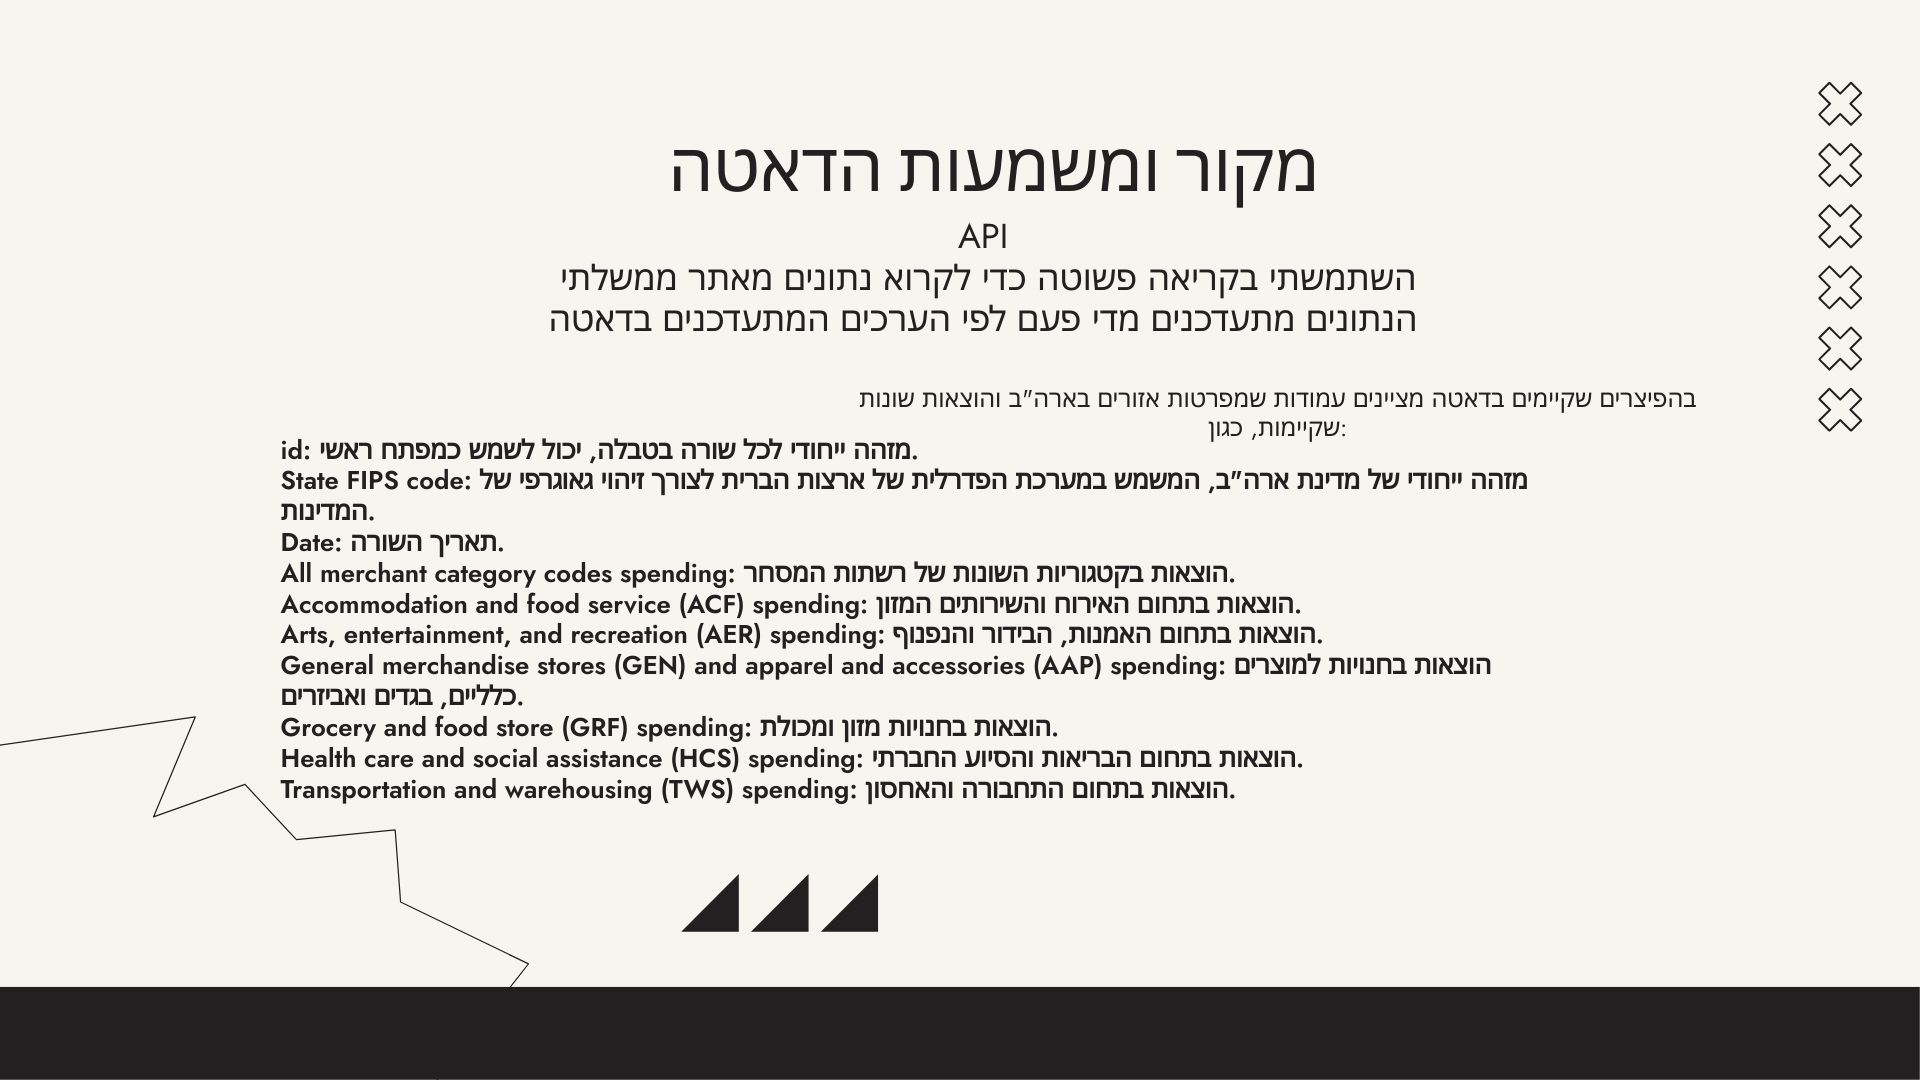 מקור ומשמעות הדאטה
API
השתמשתי בקריאה פשוטה כדי לקרוא נתונים מאתר ממשלתי
הנתונים מתעדכנים מדי פעם לפי הערכים המתעדכנים בדאטה
בהפיצרים שקיימים בדאטה מציינים עמודות שמפרטות אזורים בארה"ב והוצאות שונות
שקיימות, כגון:
id: מזהה ייחודי לכל שורה בטבלה, יכול לשמש כמפתח ראשי.
State FIPS code: מזהה ייחודי של מדינת ארה"ב, המשמש במערכת הפדרלית של ארצות הברית לצורך זיהוי גאוגרפי של
המדינות.
Date: תאריך השורה.
All merchant category codes spending: הוצאות בקטגוריות השונות של רשתות המסחר.
Accommodation and food service (ACF) spending: הוצאות בתחום האירוח והשירותים המזון.
Arts, entertainment, and recreation (AER) spending: הוצאות בתחום האמנות, הבידור והנפנוף.
General merchandise stores (GEN) and apparel and accessories (AAP) spending: הוצאות בחנויות למוצרים
כלליים, בגדים ואביזרים.
Grocery and food store (GRF) spending: הוצאות בחנויות מזון ומכולת.
Health care and social assistance (HCS) spending: הוצאות בתחום הבריאות והסיוע החברתי.
Transportation and warehousing (TWS) spending: הוצאות בתחום התחבורה והאחסון.